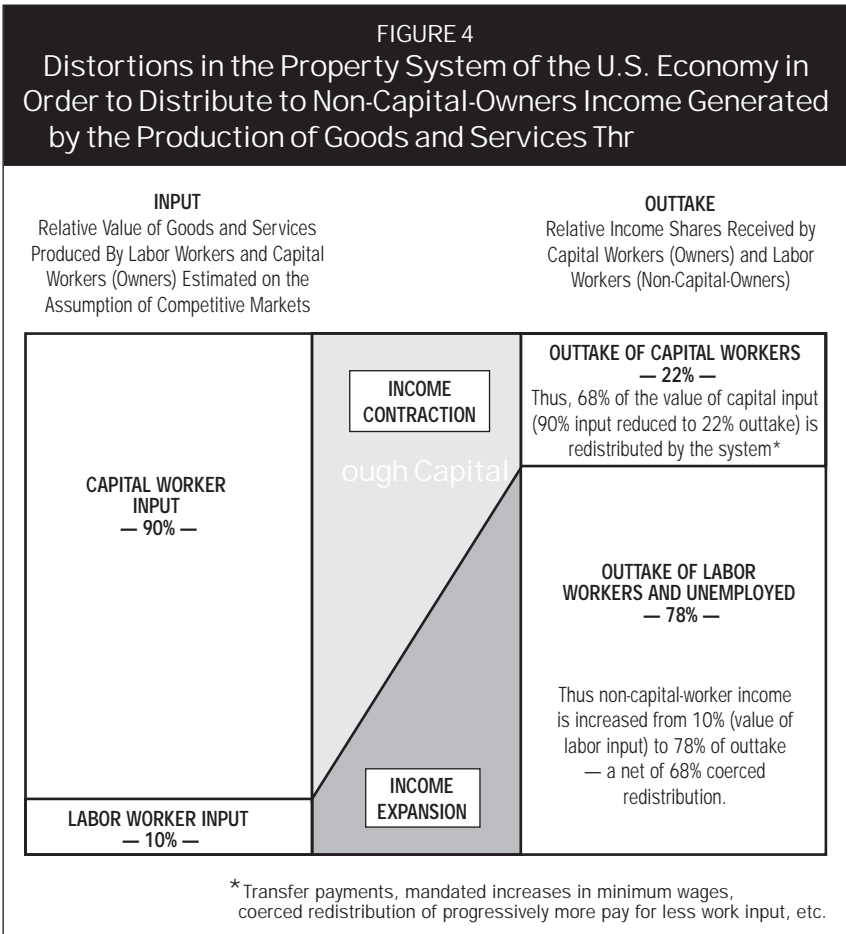 FIGURE 4
Distortions in the Property System of the U.S. Economy in
Order to Distribute to Non-Capital-Owners Income Generated
by the Production of Goods and Services Thr
INPUT
Relative Value of Goods and Services
Produced By Labor Workers and Capital
Workers (Owners) Estimated on the
Assumption of Competitive Markets
OUTTAKE
Relative Income Shares Received by
Capital Workers (Owners) and Labor
Workers (Non-Capital-Owners)
CAPITAL WORKER
INPUT
— 90% —
LABOR WORKER INPUT
— 10% —
INCOME
CONTRACTION
ough Capital
INCOME
EXPANSION
OUTTAKE OF CAPITAL WORKERS
— 22% —
Thus, 68% of the value of capital input
(90% input reduced to 22% outtake) is
redistributed by the system*
OUTTAKE OF LABOR
WORKERS AND UNEMPLOYED
— 78% —
Thus non-capital-worker income
is increased from 10% (value of
labor input) to 78% of outtake
— a net of 68% coerced
redistribution.
*Transfer payments, mandated increases in minimum wages,
coerced redistribution of progressively more pay for less work input, etc.